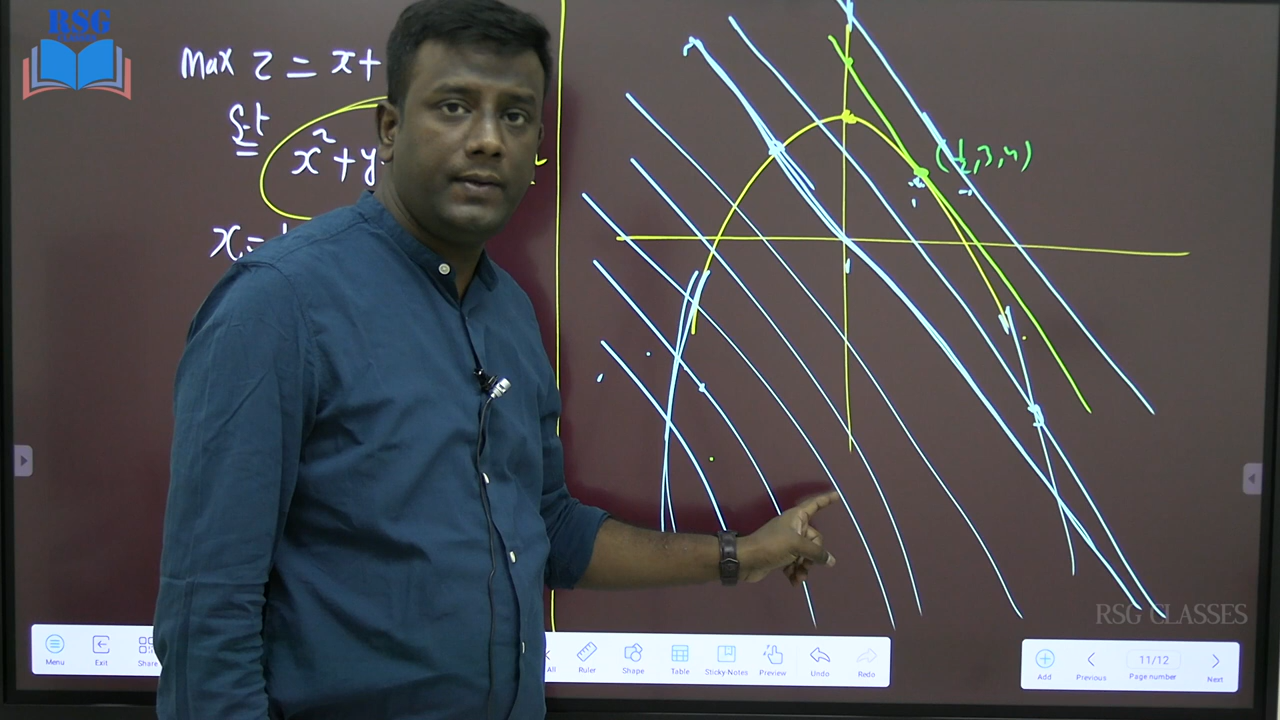 RSG
Max Z = x+
S.t
x²+y
x =
(½,3,4)
RSG CLASSES
Menu Exit Share All Ruler Shape Table Sticky-Notes Preview Undo Redo
Add Previous 11/12 Page number Next